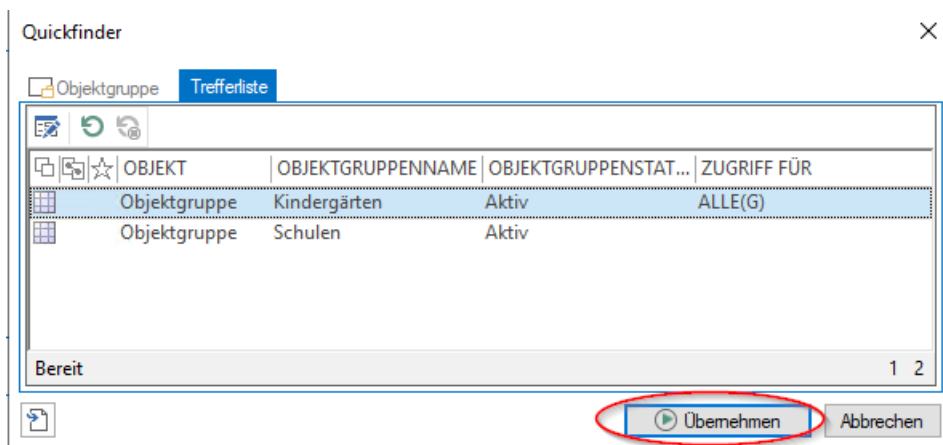 Quickfinder
Objektgruppe Trefferliste
OBJEKT OBJEKTGRUPPENNAME OBJEKTGRUPPENSTAT... ZUGRIFF FÜR
Objektgruppe Kindergärten Aktiv ALLE(G)
Objektgruppe Schulen Aktiv
Bereit 1 2
Übernehmen Abbrechen